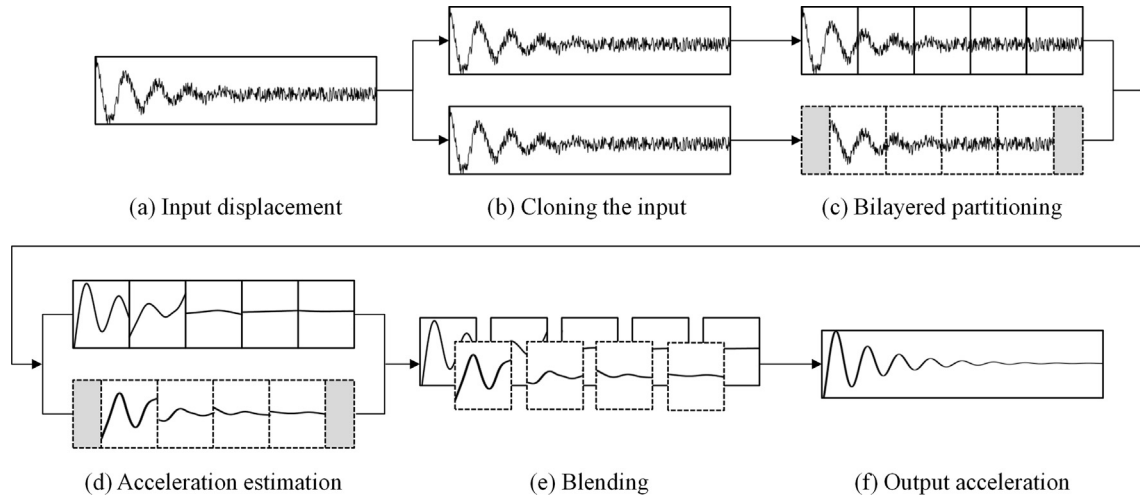 (a) Input displacement
(b) Cloning the input
(c) Bilayered partitioning
(d) Acceleration estimation
(e) Blending
(f) Output acceleration